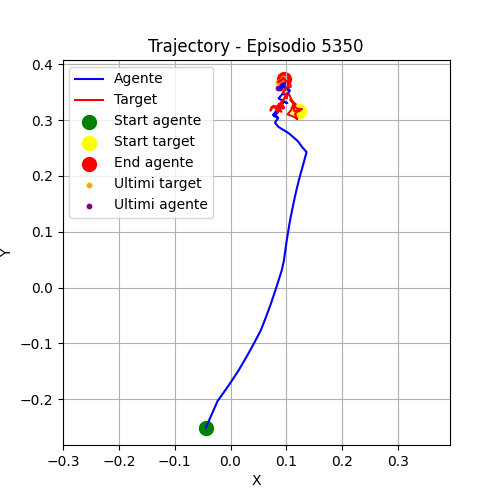 Trajectory - Episodio 5350
Agente
Target
Start agente
Start target
End agente
Ultimi target
Ultimi agente
0.4
0.3
0.2
0.1
0.0
−0.1
−0.2
Y
−0.3
−0.2
−0.1
0.0
0.1
0.2
0.3
X